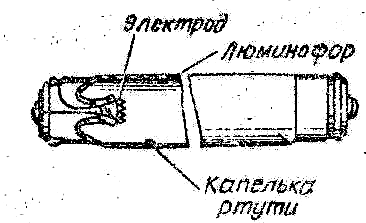 Электрод
Люминофор
Капелька
ртути